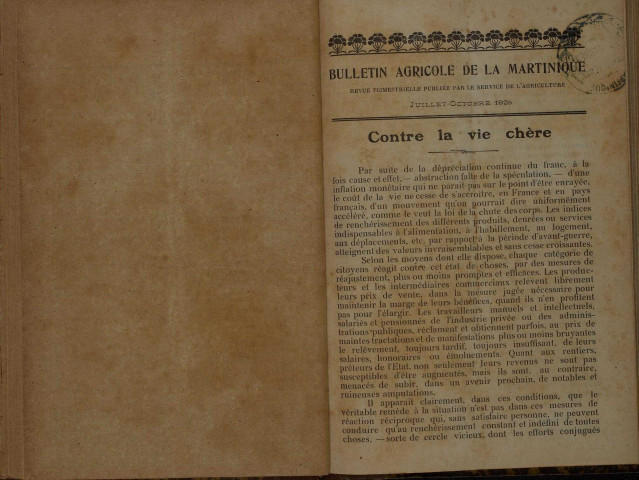 BULLETIN AGRICOLE DE LA MARTINIQUE
REVUE TRIMESTRIELLE PUBLIÉE PAR LE SERVICE DE L'AGRICULTURE
JUILLET-OCTOBRE
Contre la vie chère
Par suite de la dépréciation continue du franc, à la
fois cause et effet, — abstraction faite de la spéculation, — d'une
inflation monétaire qui ne paraît pas sur le point d'être enrayée,
le coût de la vie ne cesse de s'accroître, en France et en pays
français, d'un mouvement qu'on pourrait dire uniformément
accéléré, comme le veut la loi de la chute des corps. Les indices
de renchérissement des différents produits, denrées ou services
indispensables à l'alimentation, à l'habillement, au logement,
aux déplacements, etc, par rapport à la période d'avant-guerre,
atteignent des valeurs invraisemblables et sans cesse croissantes.
Selon les moyens dont elle dispose, chaque catégorie de
citoyens réagit contre cet état de choses, par des mesures de
réajustement, plus ou moins promptes et efficences. Les produc-
teurs et les intermédiaires commerciaux relèvent librement
leurs prix de vente, dans la mesure jugée nécessaire pour
maintenir la marge de leurs bénéfices, quand ils n'en profitent
pas pour l'élargir. Les travailleurs manuels et intellectuels,
salariés et pensionnés de l'industrie privée ou des adminis-
trations publiques, réclament et obtiennent parfois, au prix de
maintes tractations et de manifestations plus ou moins bruyantes
le relèvement, toujours tardif, toujours insuffisant, de leurs
salaires, honoraires ou émoluments. Quant aux rentiers,
prêteurs de l'Etat, non seulement leurs revenus ne sont pas
susceptibles d'être augmentés, mais ils sont, au contraire,
menacés de subir, dans un avenir prochain, de notables et
ruineuses amputations.
Il apparait clairement, dans ces conditions, que le
véritable remède à la situation n'est pas dans ces mesures de
réaction réciproque qui, sans satisfaire personne, ne peuvent
conduire qu'au renchérissement constant et indéfini de toutes
choses, — sorte de cercle vicieux, dont les efforts conjugués